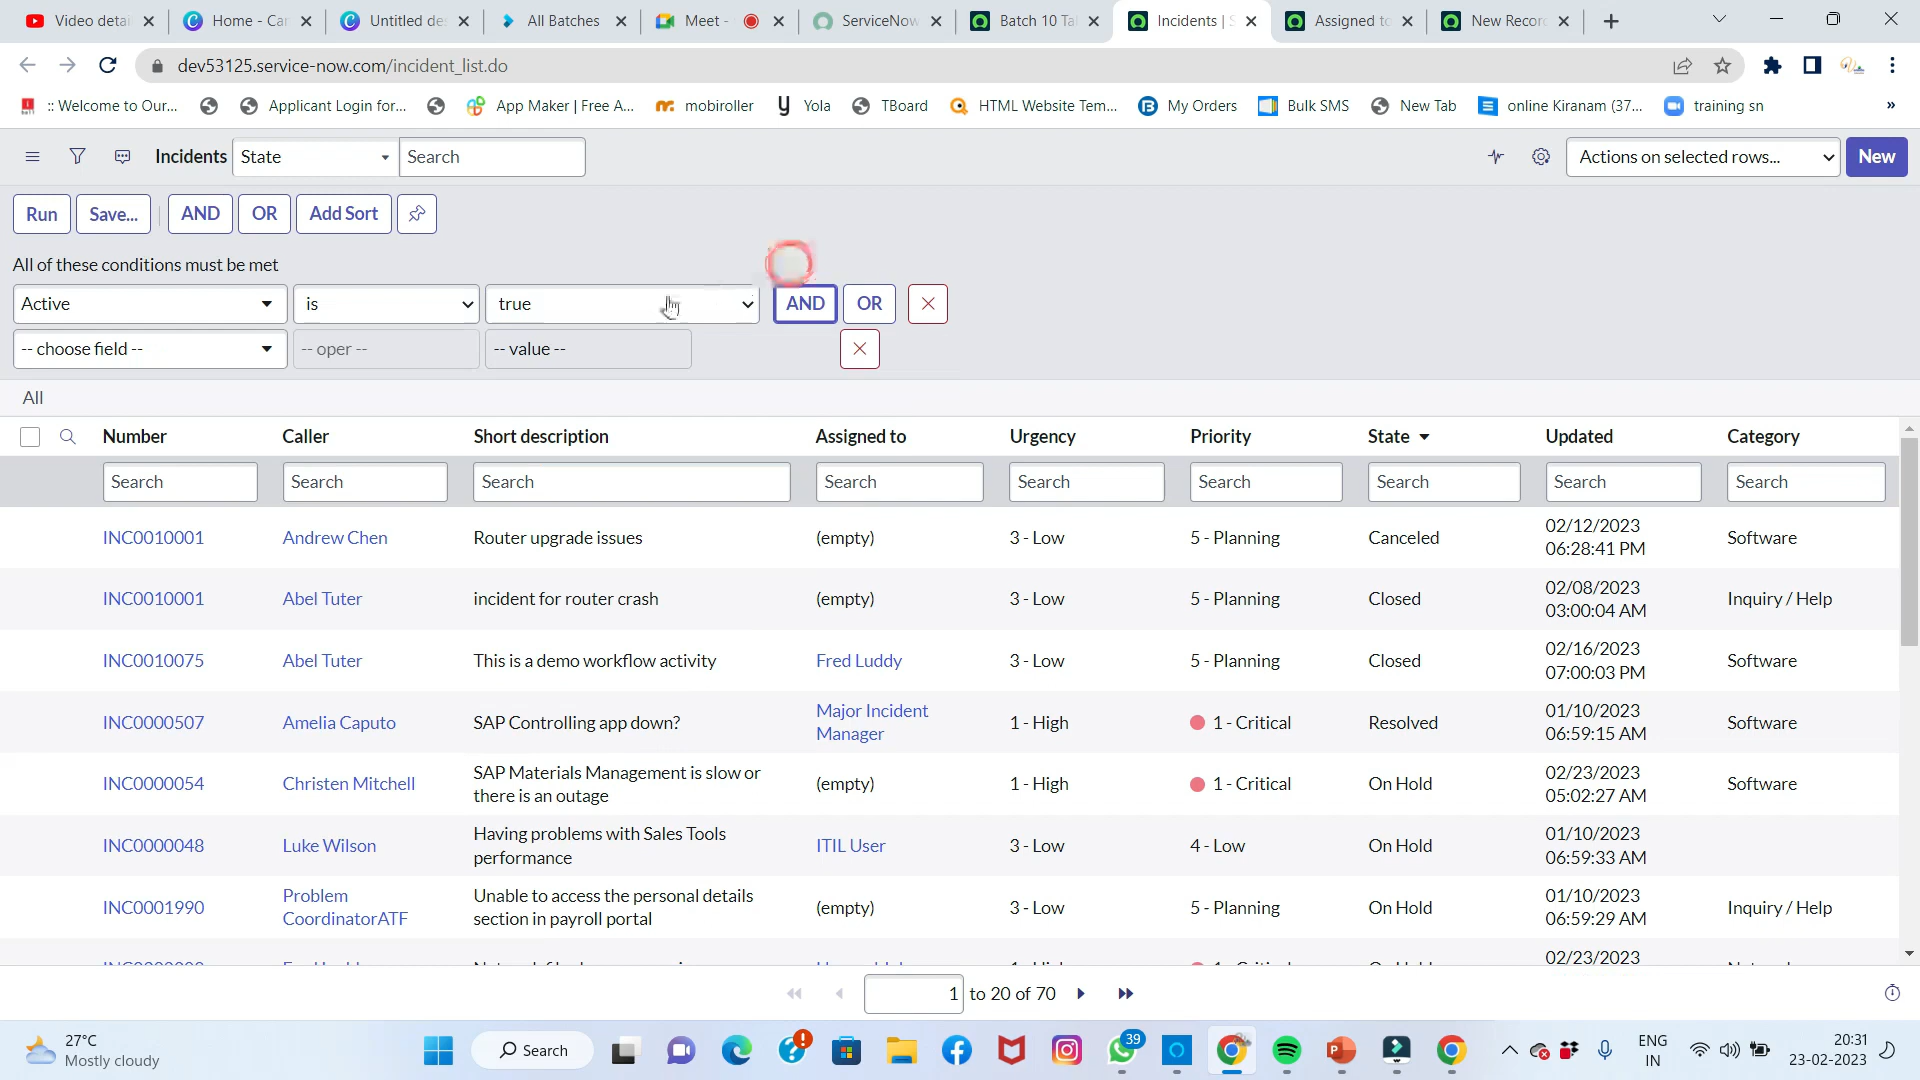 Video detai
Home - Ca
Untitled de
All Batches
Meet -
ServiceNow
Batch 10 Ta
Incidents | S
Assigned to
New Recor
dev53125.service-now.com/incident_list.do
:: Welcome to Our...
Applicant Login for...
App Maker | Free A...
mobiroller
Yola
TBoard
HTML Website Tem...
My Orders
Bulk SMS
New Tab
online Kiranam (37...
training sn
»
Incidents State Search Actions on selected rows... New
Run Save... AND OR Add Sort
All of these conditions must be met
Active is true AND OR
-- choose field -- -- oper -- -- value --
All
Number Caller Short description Assigned to Urgency Priority State Updated Category
Search Search Search Search Search Search Search Search Search
INC0010001 Andrew Chen Router upgrade issues (empty) 3 - Low 5 - Planning Canceled 02/12/2023 06:28:41 PM Software
INC0010001 Abel Tuter incident for router crash (empty) 3 - Low 5 - Planning Closed 02/08/2023 03:00:04 AM Inquiry / Help
INC0010075 Abel Tuter This is a demo workflow activity Fred Luddy 3 - Low 5 - Planning Closed 02/16/2023 07:00:03 PM Software
INC0000507 Amelia Caputo SAP Controlling app down? Major Incident Manager 1 - High 1 - Critical Resolved 01/10/2023 06:59:15 AM Software
INC0000054 Christen Mitchell SAP Materials Management is slow or there is an outage (empty) 1 - High 1 - Critical On Hold 02/23/2023 05:02:27 AM Software
INC0000048 Luke Wilson Having problems with Sales Tools performance ITIL User 3 - Low 4 - Low On Hold 01/10/2023 06:59:33 AM
INC0001990 Problem CoordinatorATF Unable to access the personal details section in payroll portal (empty) 3 - Low 5 - Planning On Hold 01/10/2023 06:59:29 AM Inquiry / Help
02/23/2023
1 to 20 of 70
27°C
Mostly cloudy
Search
39
ENG
IN
20:31
23-02-2023